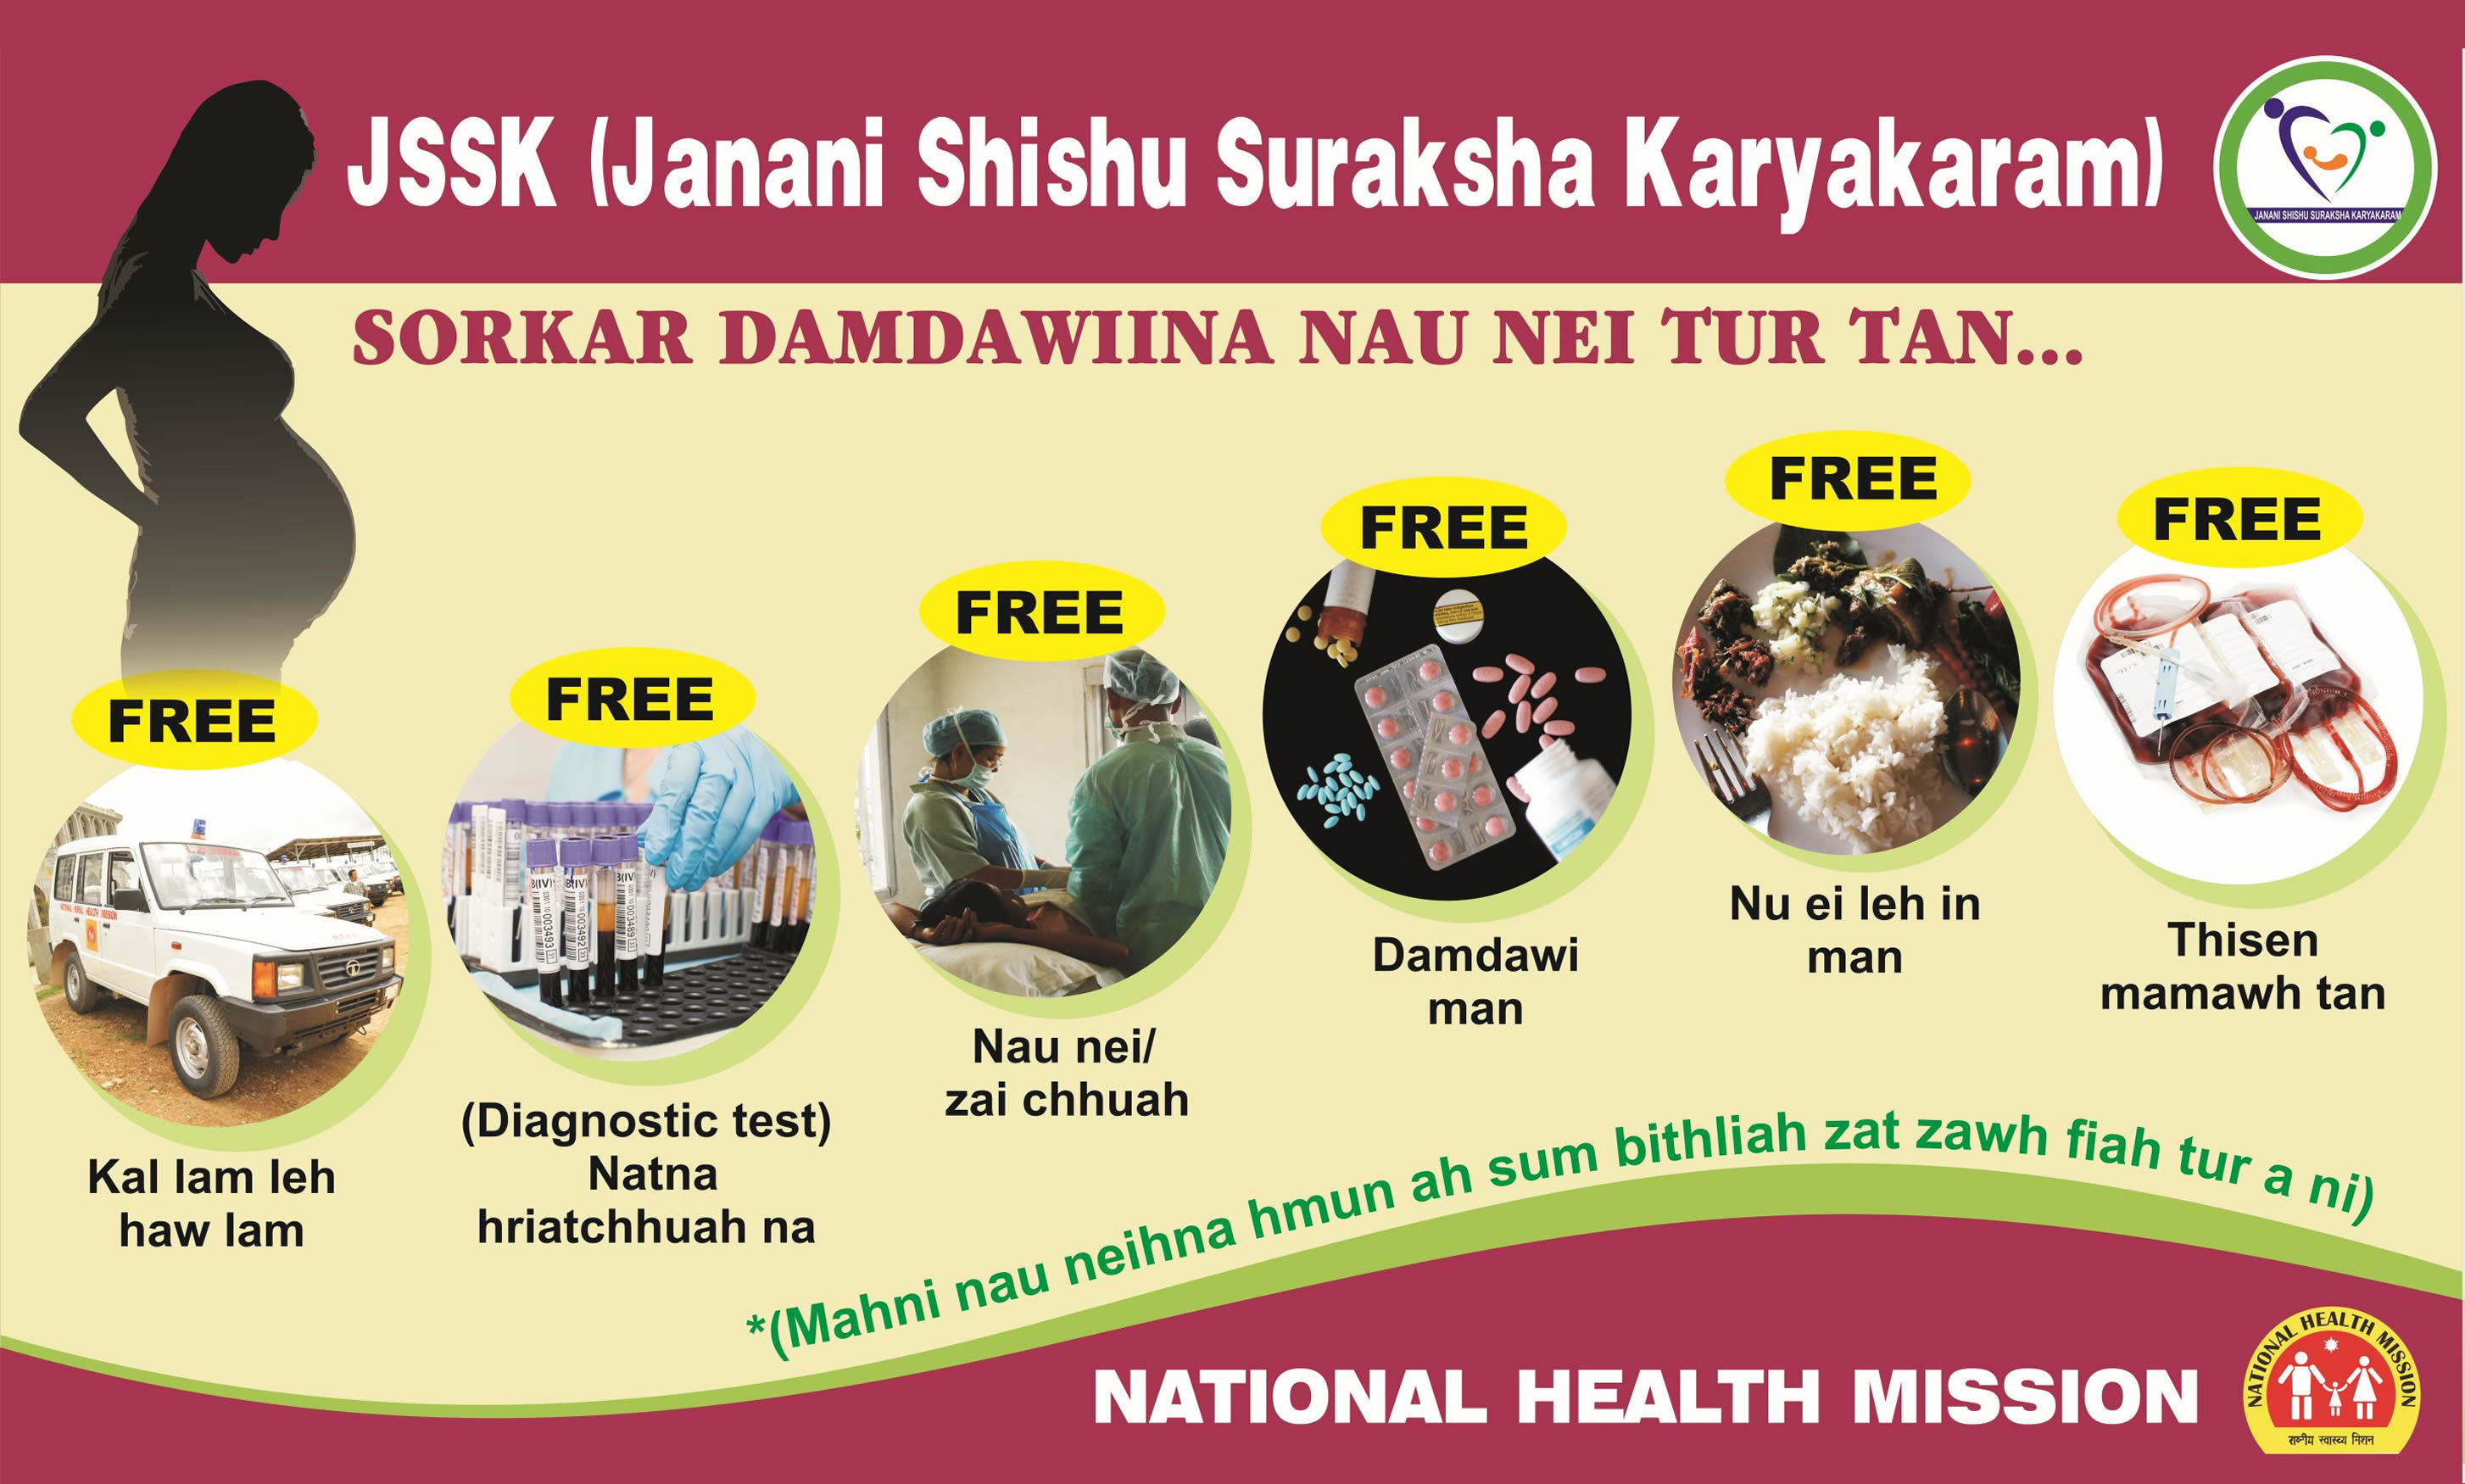 JSSK (Janani Shishu Suraksha Karyakaram)
JANANI SHISHU SURAKSHA KARYAKARAM
SORKAR DAMDAWIINA NAU NEI TUR TAN...
FREE
Kal lam leh
haw lam
FREE
(Diagnostic test)
Natna
hriatchhuah na
FREE
Nau nei/
zai chhuah
FREE
Damdawi
man
FREE
Nu ei leh in
man
FREE
Thisen
mamawh tan
*(Mahni nau neihna hmun ah sum bithliah zat zawh fiah tur a ni)
NATIONAL HEALTH MISSION
NATIONAL HEALTH MISSION
राष्ट्रीय स्वास्थ्य मिशन